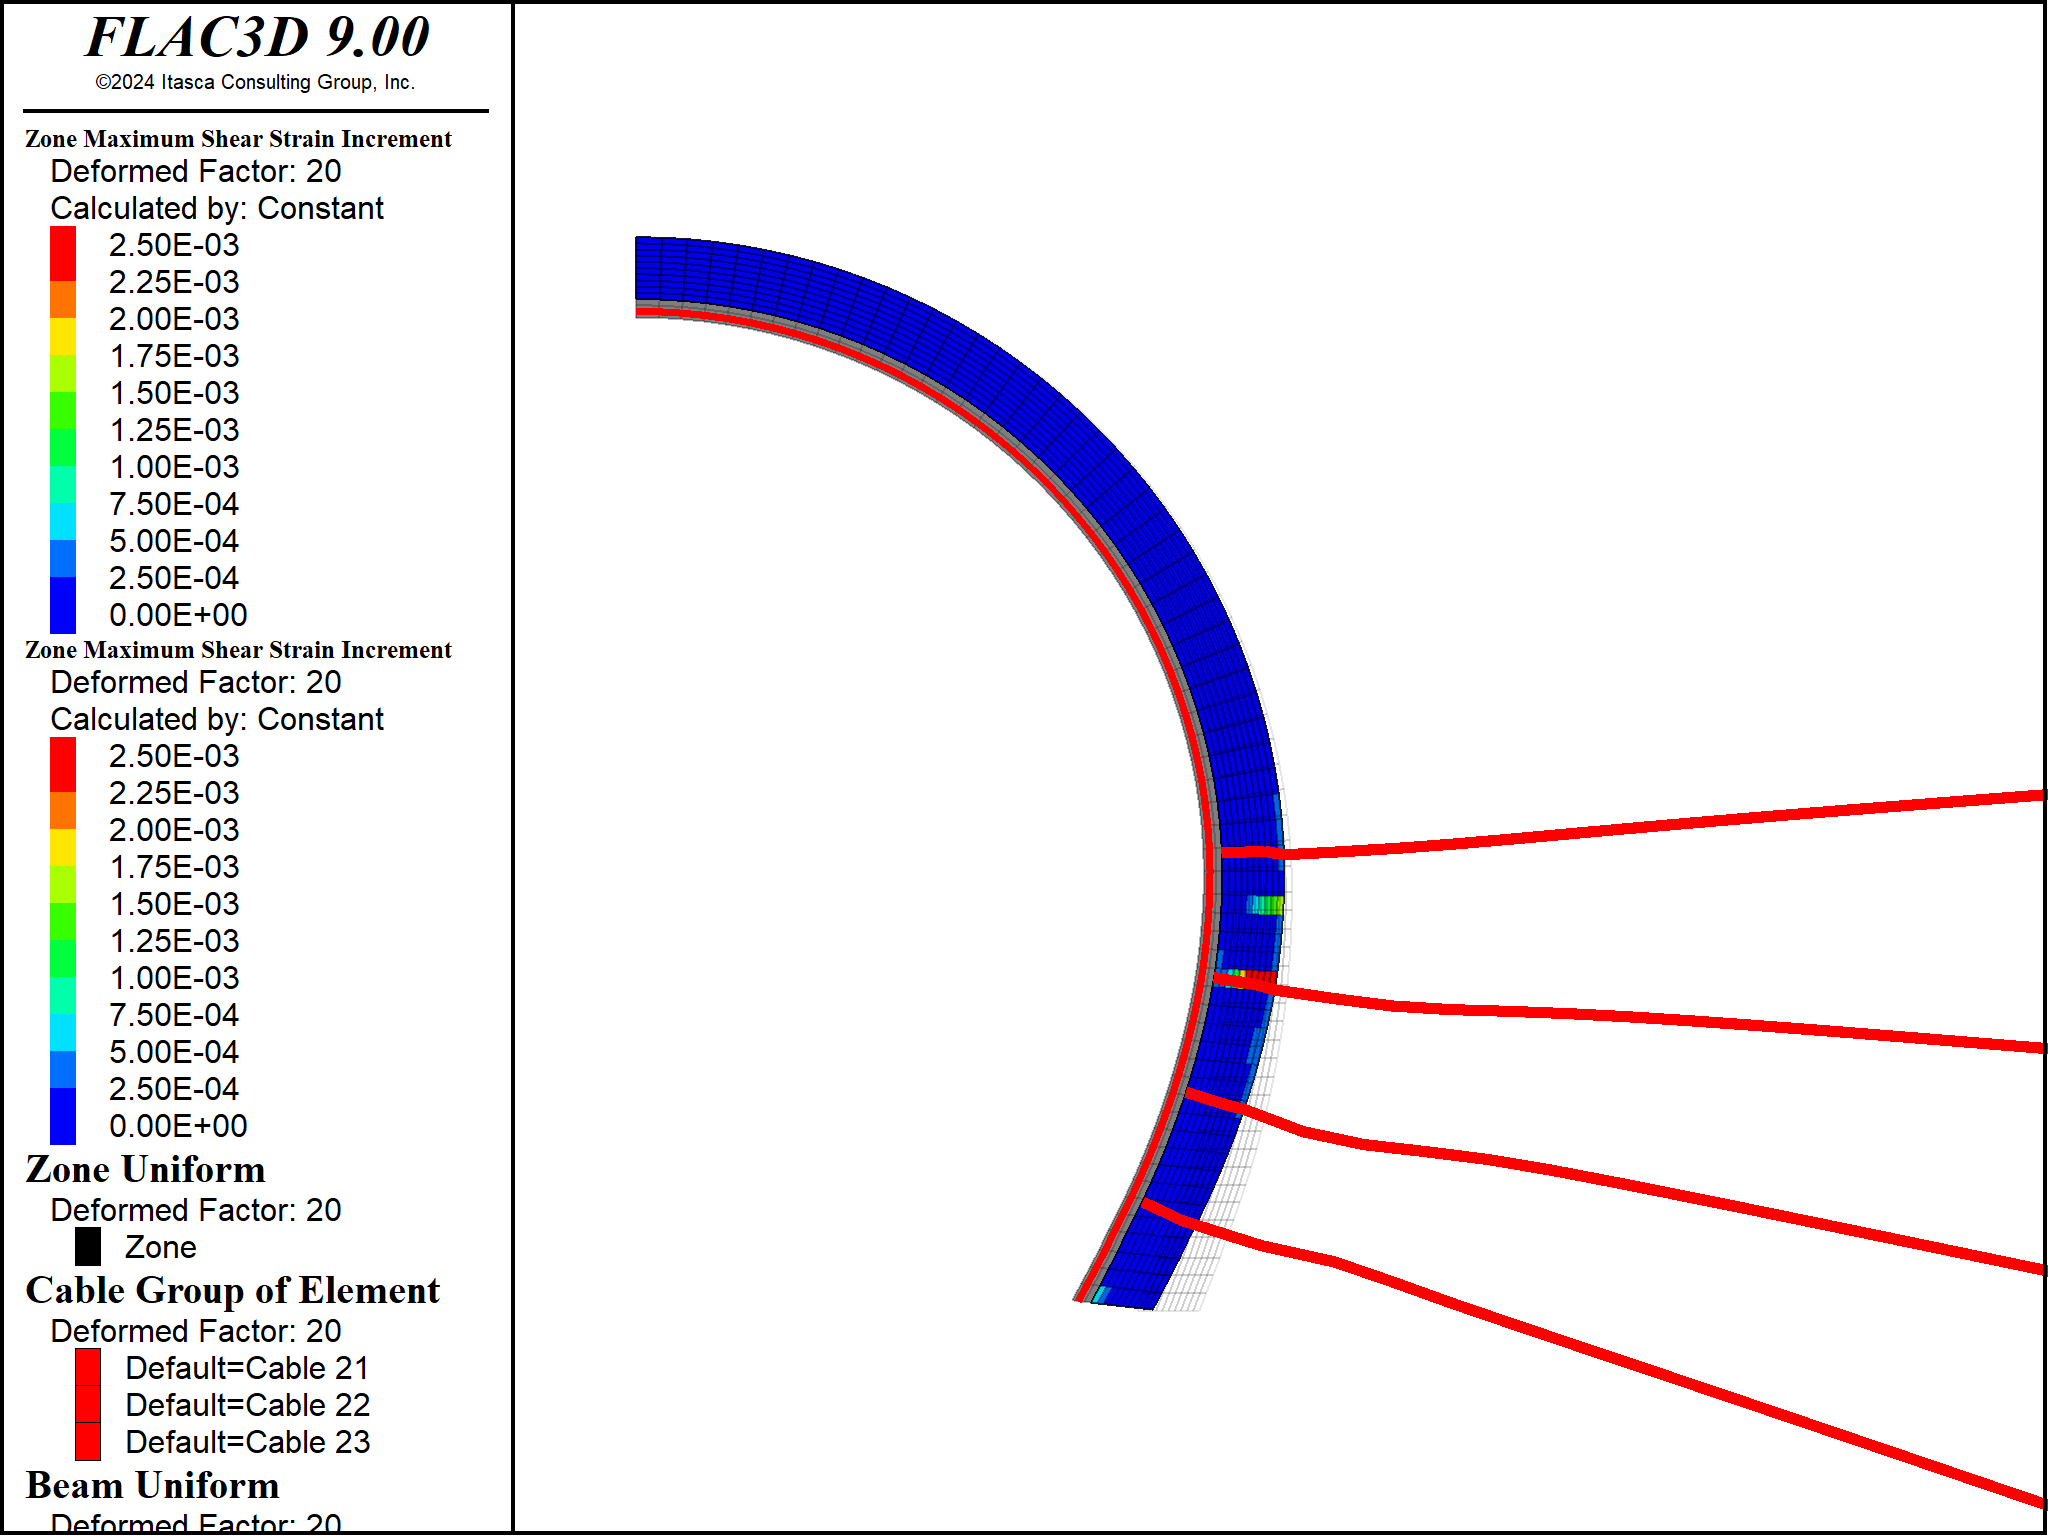 FLAC3D 9.00
©2024 Itasca Consulting Group, Inc.
Zone Maximum Shear Strain Increment
Deformed Factor: 20
Calculated by: Constant
2.50E-03
2.25E-03
2.00E-03
1.75E-03
1.50E-03
1.25E-03
1.00E-03
7.50E-04
5.00E-04
2.50E-04
0.00E+00
Zone Maximum Shear Strain Increment
Deformed Factor: 20
Calculated by: Constant
2.50E-03
2.25E-03
2.00E-03
1.75E-03
1.50E-03
1.25E-03
1.00E-03
7.50E-04
5.00E-04
2.50E-04
0.00E+00
Zone Uniform
Deformed Factor: 20
Zone
Cable Group of Element
Deformed Factor: 20
Default=Cable 21
Default=Cable 22
Default=Cable 23
Beam Uniform
Deformed Factor: 20